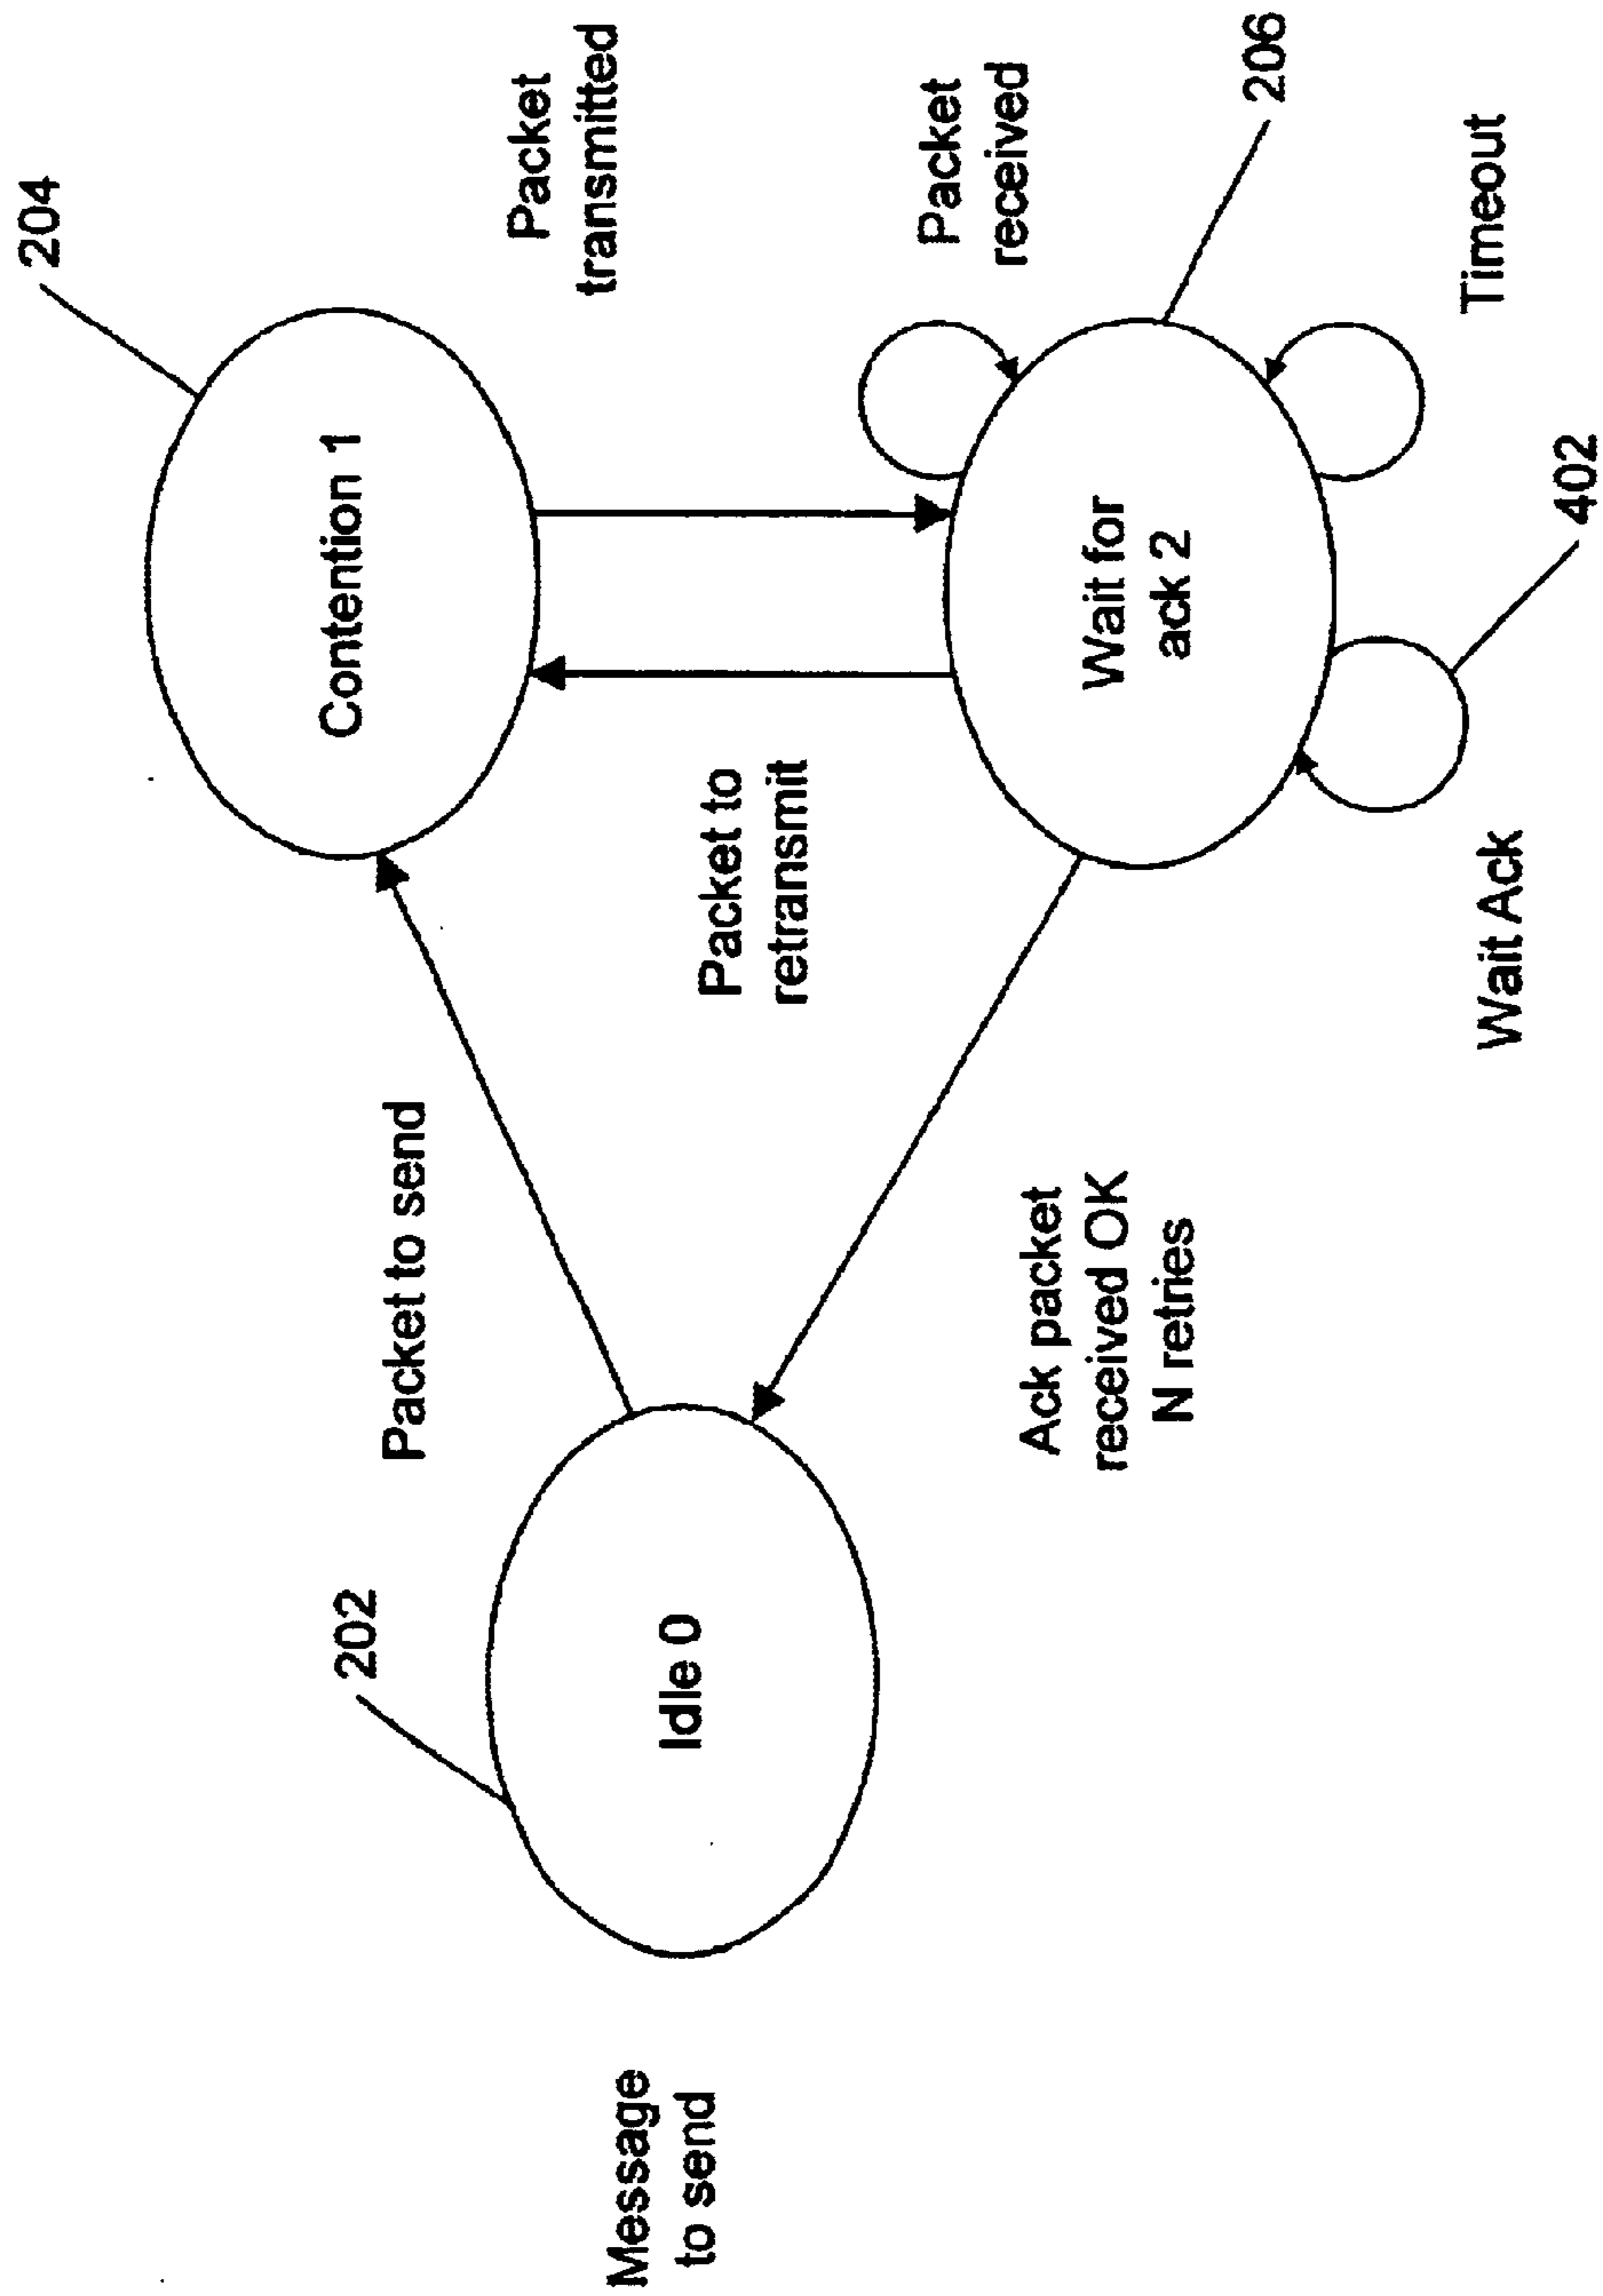 204
Contention 1
Packet
transmitted
Packet to send
202
Idle 0
Message
to send
Packet to
retransmit
Packet
received
206
Wait for
ack 2
Ack packet
received OK
N retries
Timeout
402
Wait Ack